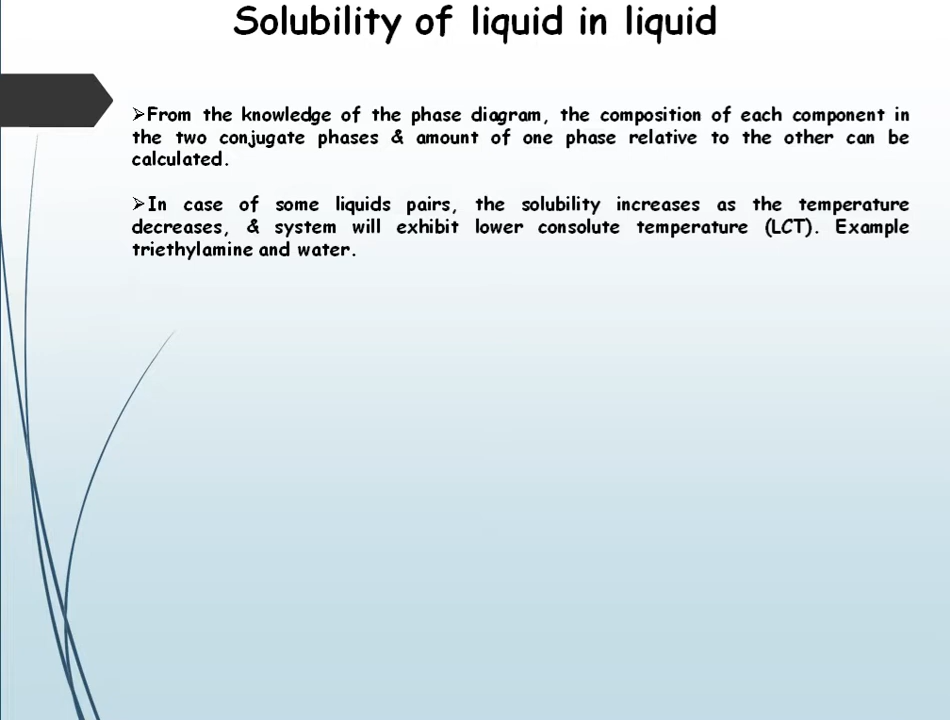 Solubility of liquid in liquid
➢From the knowledge of the phase diagram, the composition of each component in
the two conjugate phases & amount of one phase relative to the other can be
calculated.
➢In case of some liquids pairs, the solubility increases as the temperature
decreases, & system will exhibit lower consolute temperature (LCT). Example
triethylamine and water.